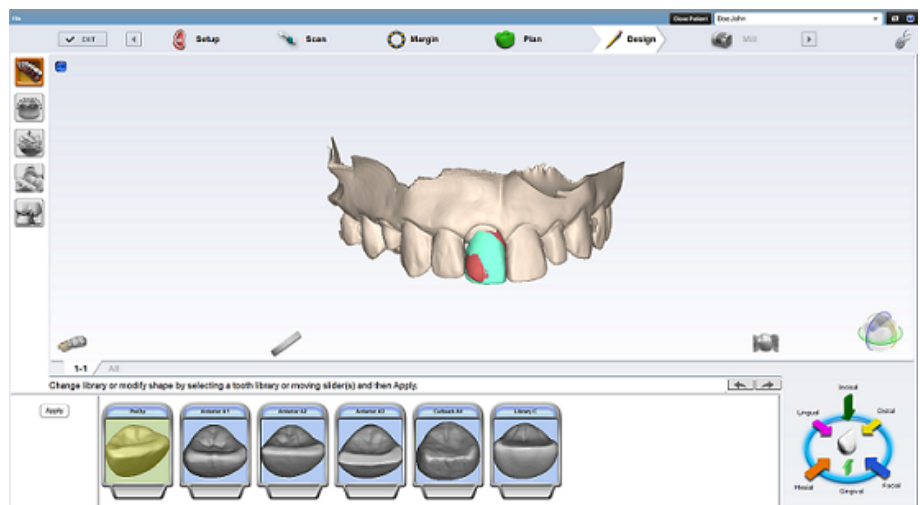 File
Close Patient
Doe,John
EXIT
Setup
Scan
Margin
Plan
Design
Mill
1-1
All
Change library or modify shape by selecting a tooth library or moving slider(s) and then Apply.
Apply
Anterior A1
Anterior A2
Anterior A3
Cutback A4
Library C
Incisal
Lingual
Distal
Mesial
Facial
Gingival